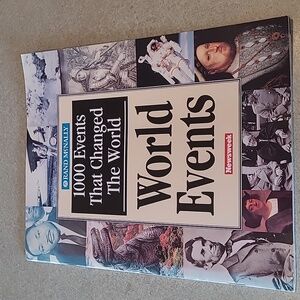 RAND MCNALLY
1000 Events
That Changed
The World
World
Events
Newsweek